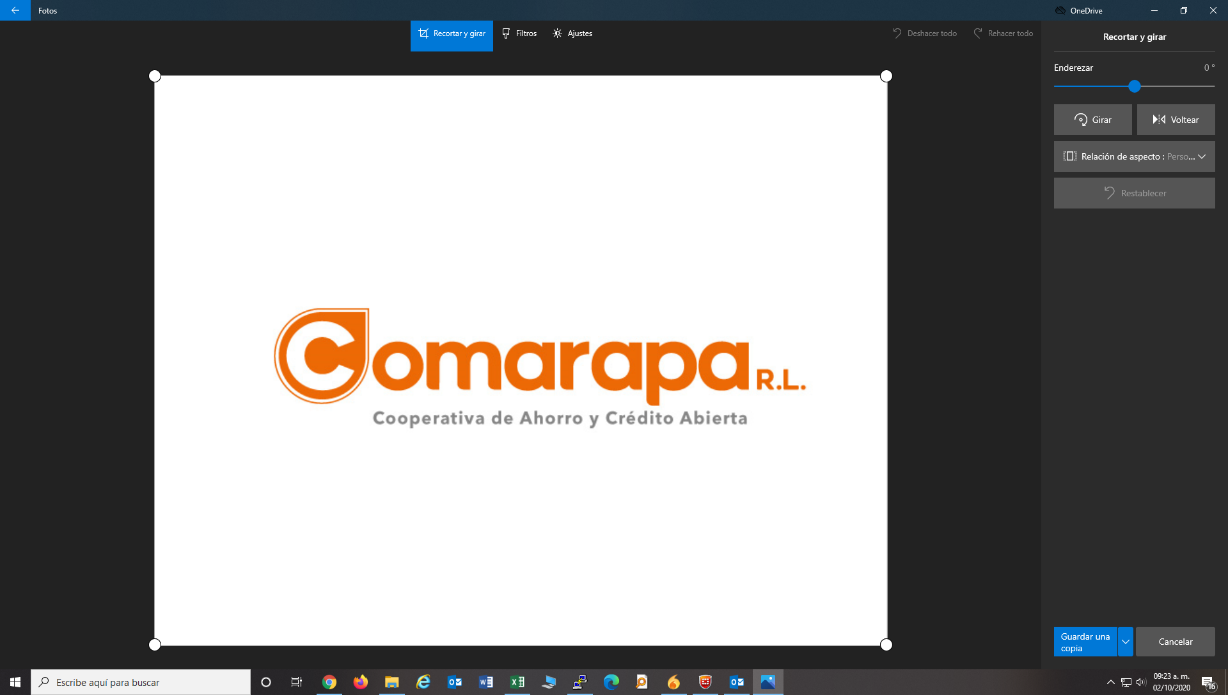 Fotos
OneDrive
Recortar y girar
Filtros
Ajustes
Deshacer todo
Rehacer todo
Recortar y girar
Enderezar 0 °
Girar
Voltear
Relación de aspecto : Perso...
Restablecer
Comarapa R.L.
Cooperativa de Ahorro y Crédito Abierta
Guardar una
copia
Cancelar
Escribe aquí para buscar
09:23 a. m.
02/10/2020
16